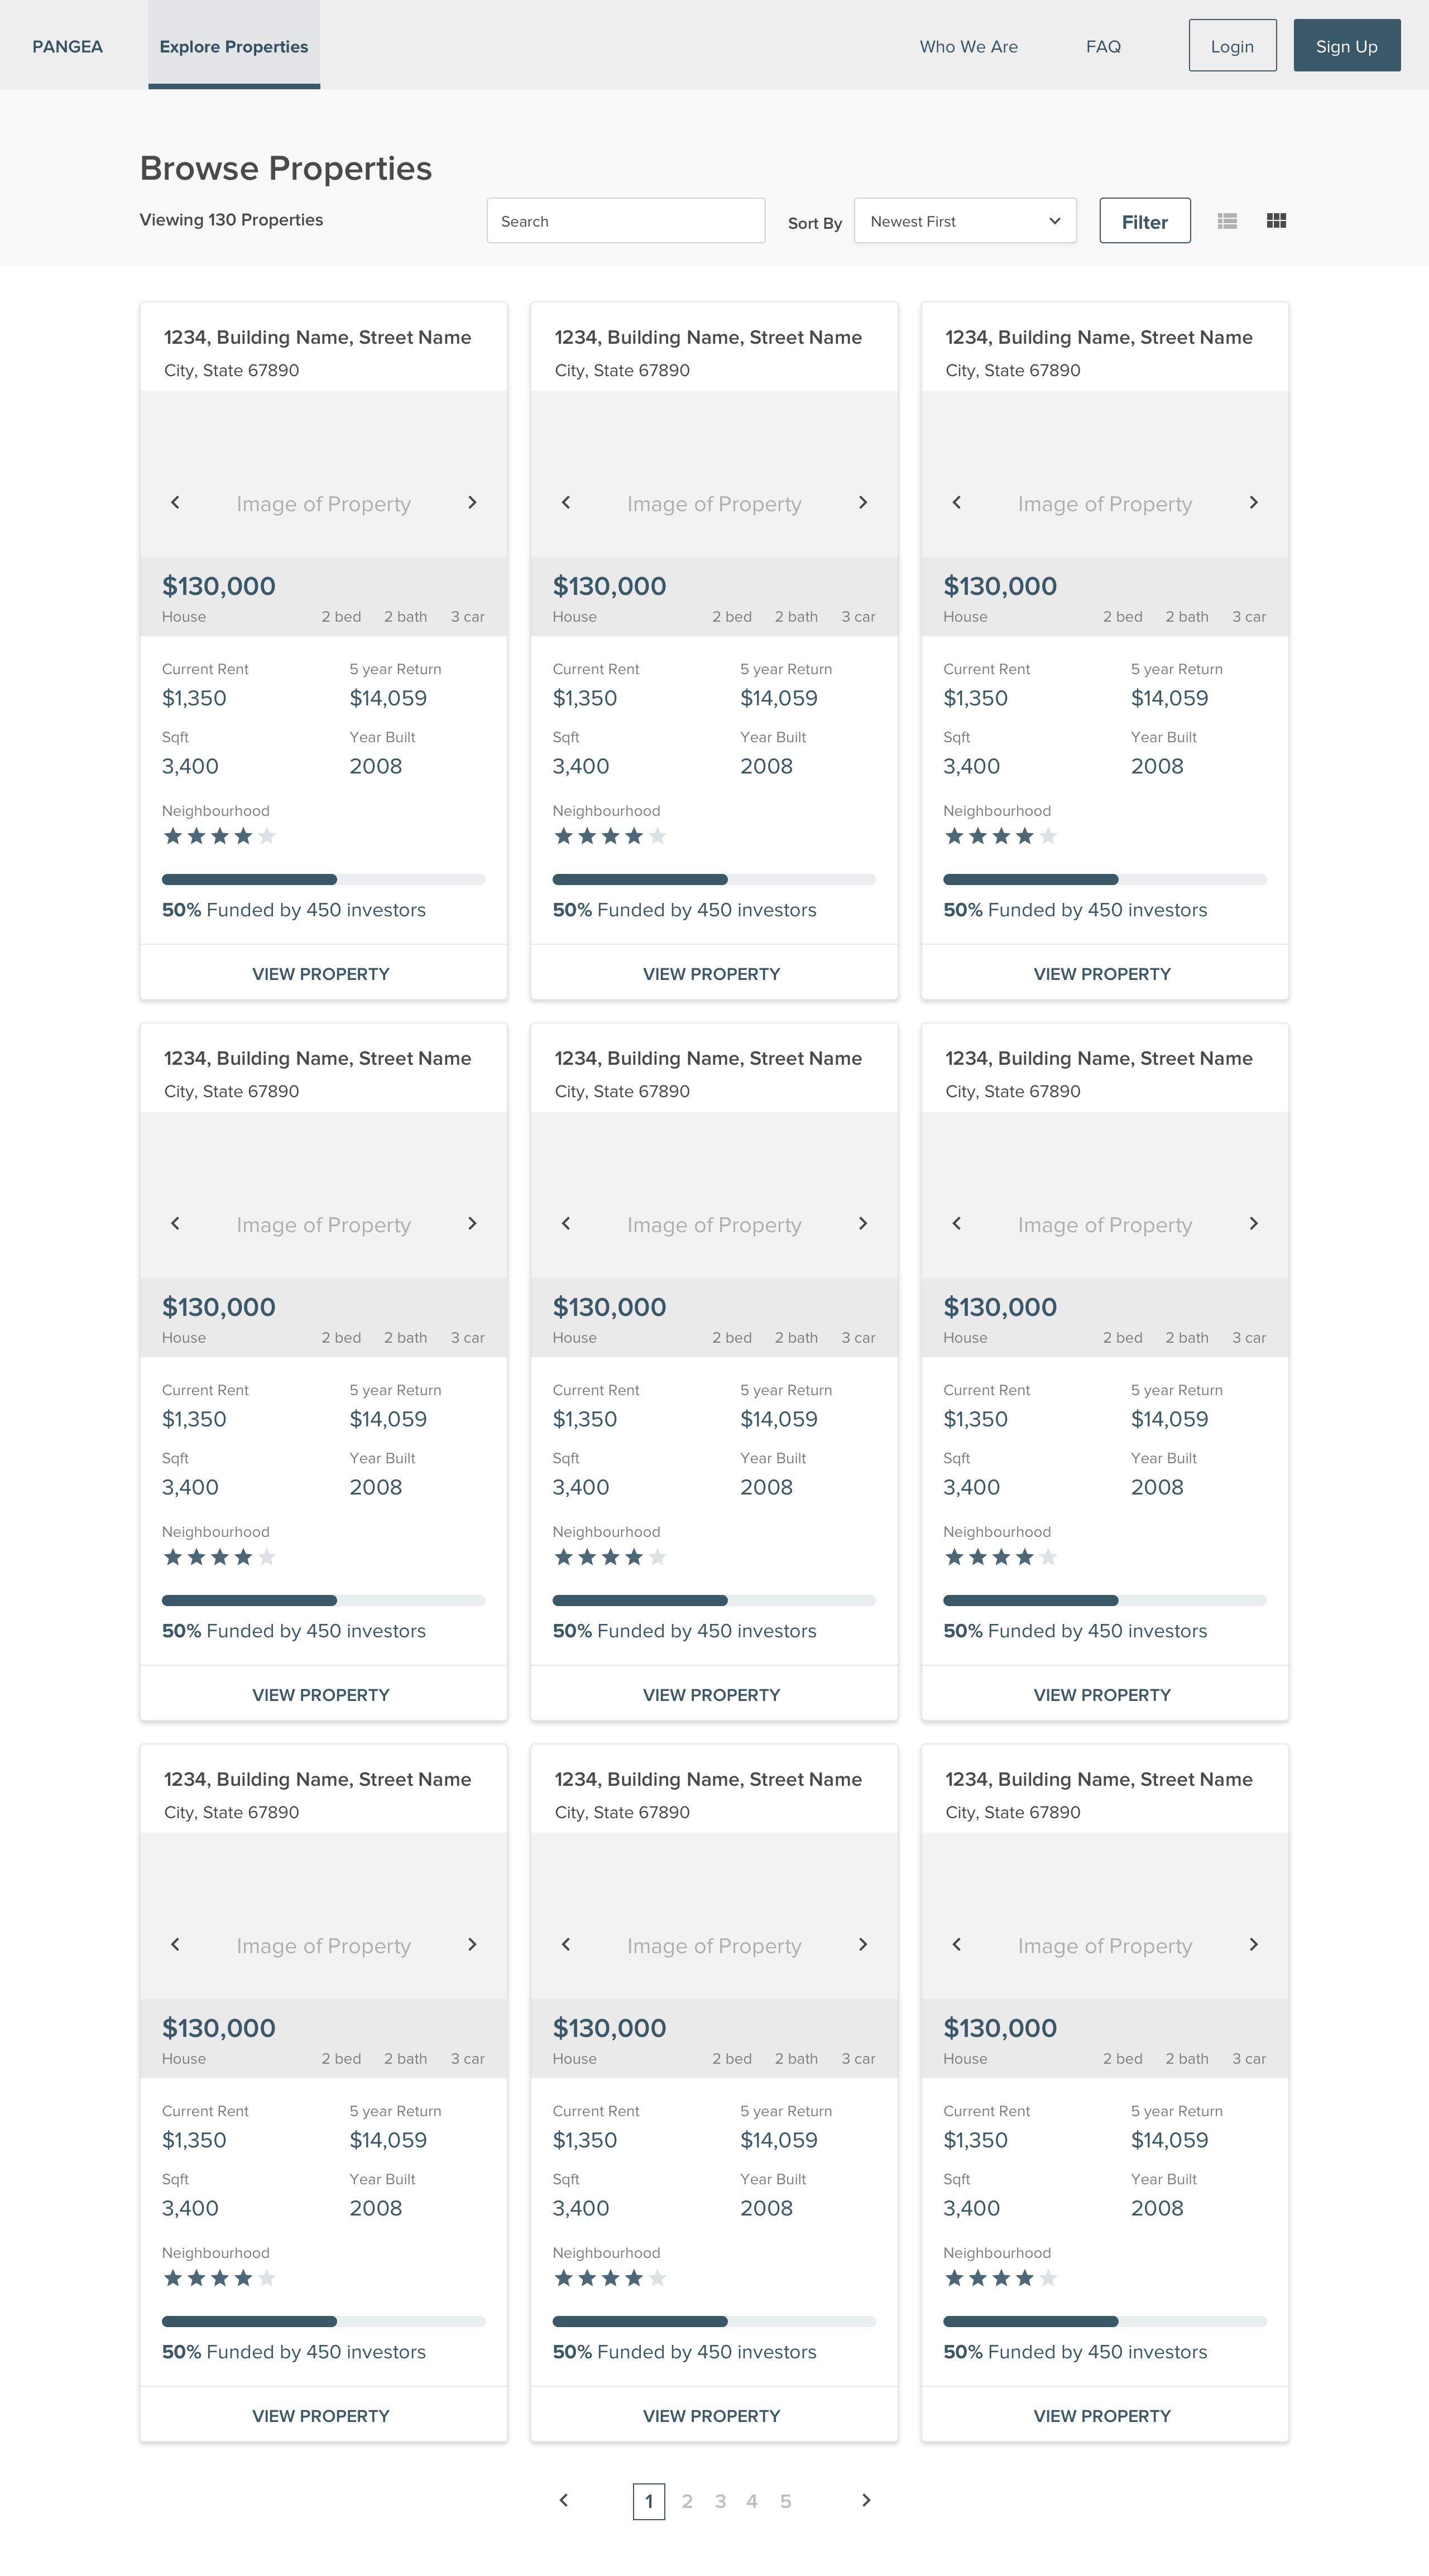 PANGEA Explore Properties Who We Are FAQ Login Sign Up
Browse Properties
Viewing 130 Properties Search Sort By Newest First Filter
1234, Building Name, Street Name 1234, Building Name, Street Name 1234, Building Name, Street Name
City, State 67890 City, State 67890 City, State 67890
Image of Property Image of Property Image of Property
$130,000 $130,000 $130,000
House 2 bed 2 bath 3 car House 2 bed 2 bath 3 car House 2 bed 2 bath 3 car
Current Rent 5 year Return Current Rent 5 year Return Current Rent 5 year Return
$1,350 $14,059 $1,350 $14,059 $1,350 $14,059
Sqft Year Built Sqft Year Built Sqft Year Built
3,400 2008 3,400 2008 3,400 2008
Neighbourhood Neighbourhood Neighbourhood
50% Funded by 450 investors 50% Funded by 450 investors 50% Funded by 450 investors
VIEW PROPERTY VIEW PROPERTY VIEW PROPERTY
1234, Building Name, Street Name 1234, Building Name, Street Name 1234, Building Name, Street Name
City, State 67890 City, State 67890 City, State 67890
Image of Property Image of Property Image of Property
$130,000 $130,000 $130,000
House 2 bed 2 bath 3 car House 2 bed 2 bath 3 car House 2 bed 2 bath 3 car
Current Rent 5 year Return Current Rent 5 year Return Current Rent 5 year Return
$1,350 $14,059 $1,350 $14,059 $1,350 $14,059
Sqft Year Built Sqft Year Built Sqft Year Built
3,400 2008 3,400 2008 3,400 2008
Neighbourhood Neighbourhood Neighbourhood
50% Funded by 450 investors 50% Funded by 450 investors 50% Funded by 450 investors
VIEW PROPERTY VIEW PROPERTY VIEW PROPERTY
1234, Building Name, Street Name 1234, Building Name, Street Name 1234, Building Name, Street Name
City, State 67890 City, State 67890 City, State 67890
Image of Property Image of Property Image of Property
$130,000 $130,000 $130,000
House 2 bed 2 bath 3 car House 2 bed 2 bath 3 car House 2 bed 2 bath 3 car
Current Rent 5 year Return Current Rent 5 year Return Current Rent 5 year Return
$1,350 $14,059 $1,350 $14,059 $1,350 $14,059
Sqft Year Built Sqft Year Built Sqft Year Built
3,400 2008 3,400 2008 3,400 2008
Neighbourhood Neighbourhood Neighbourhood
50% Funded by 450 investors 50% Funded by 450 investors 50% Funded by 450 investors
VIEW PROPERTY VIEW PROPERTY VIEW PROPERTY
1 2 3 4 5